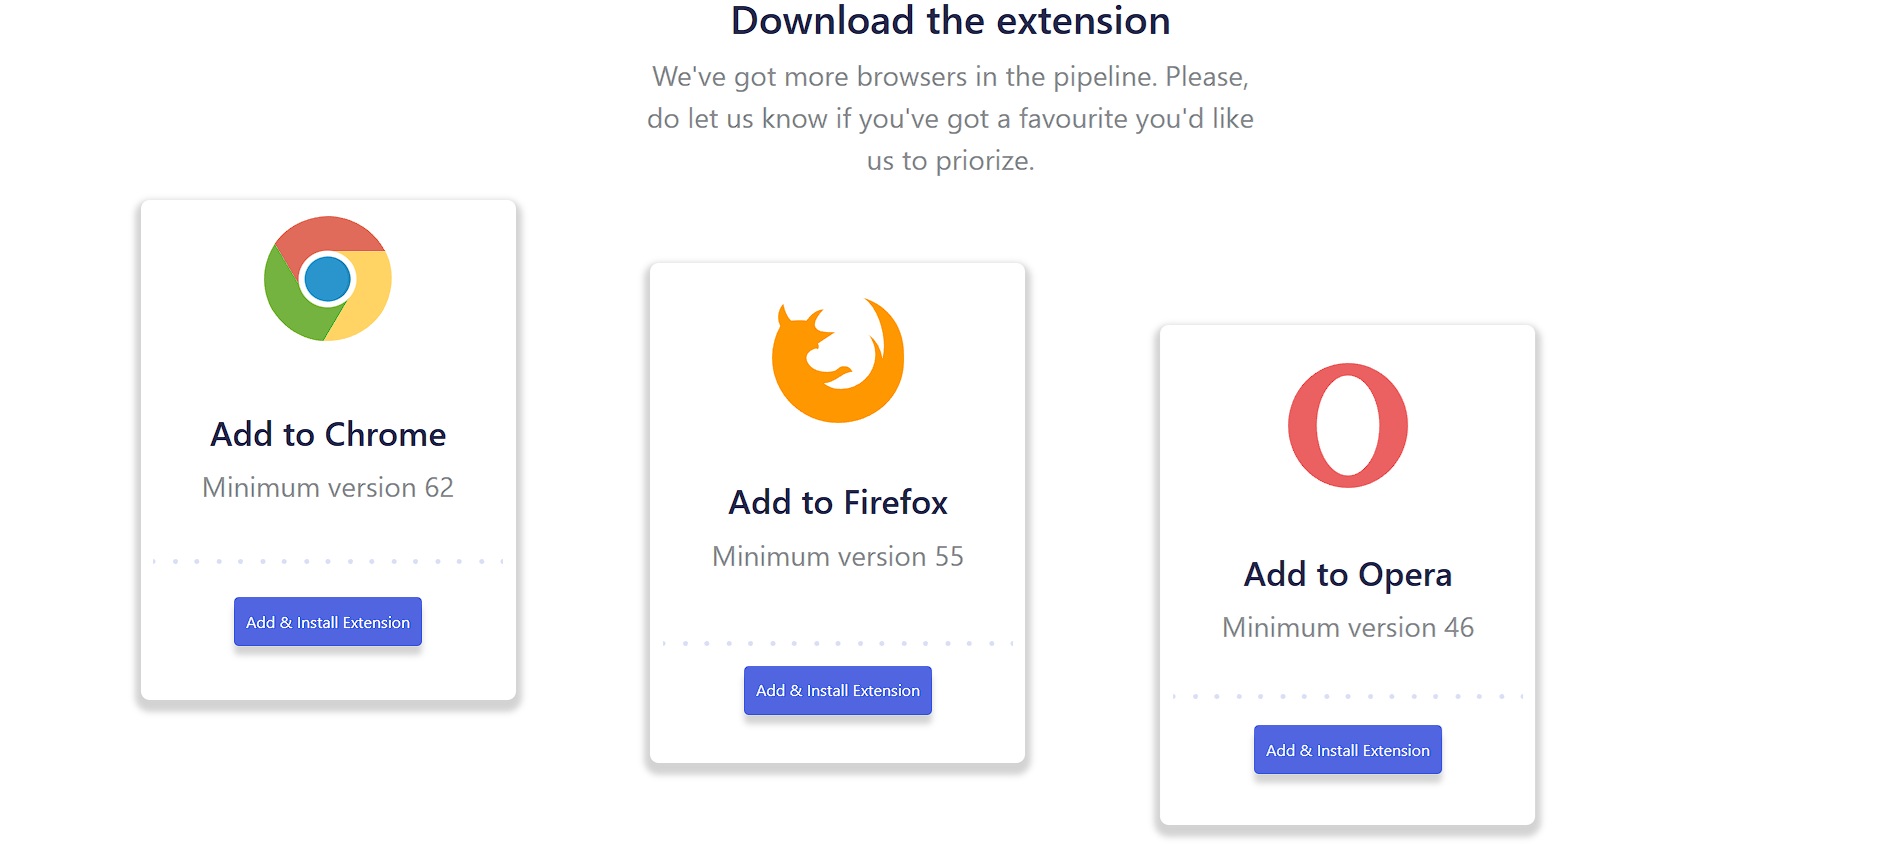 Download the extension
We've got more browsers in the pipeline. Please,
do let us know if you've got a favourite you'd like
us to priorize.
Add to Chrome
Minimum version 62
Add & Install Extension
Add to Firefox
Minimum version 55
Add & Install Extension
Add to Opera
Minimum version 46
Add & Install Extension